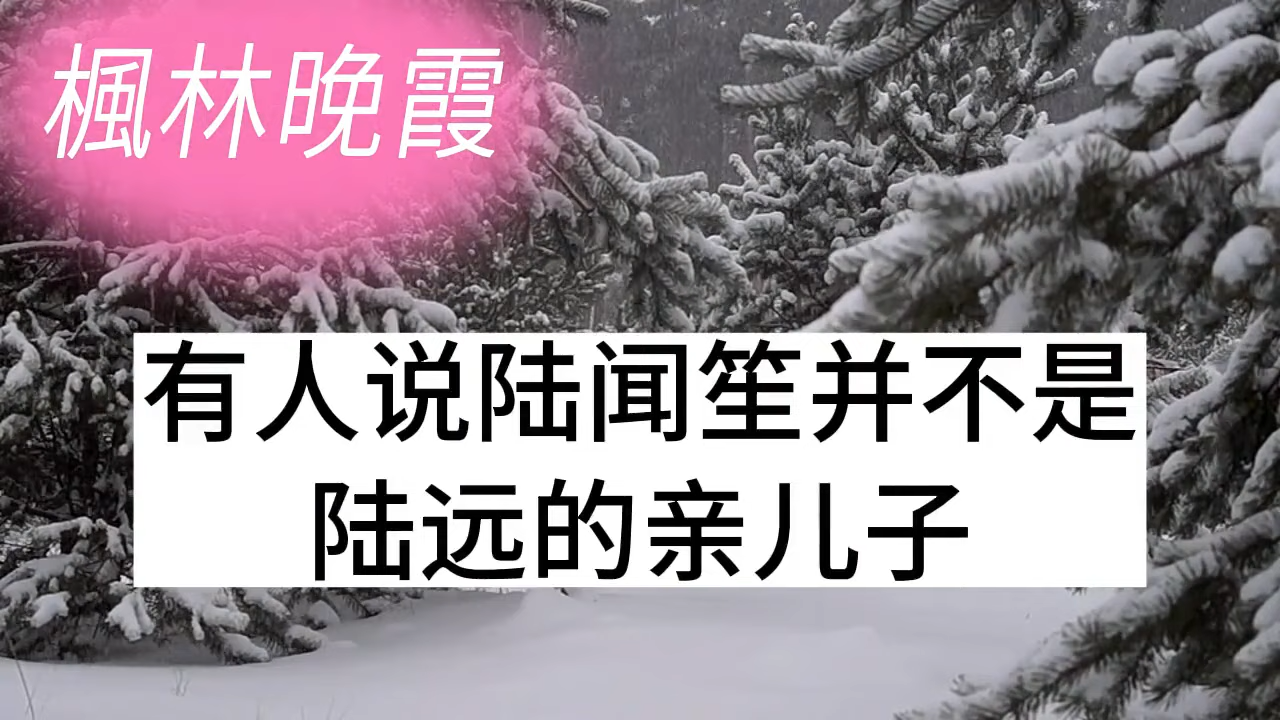 楓林晚霞
有人说陆闻笙并不是
陆远的亲儿子